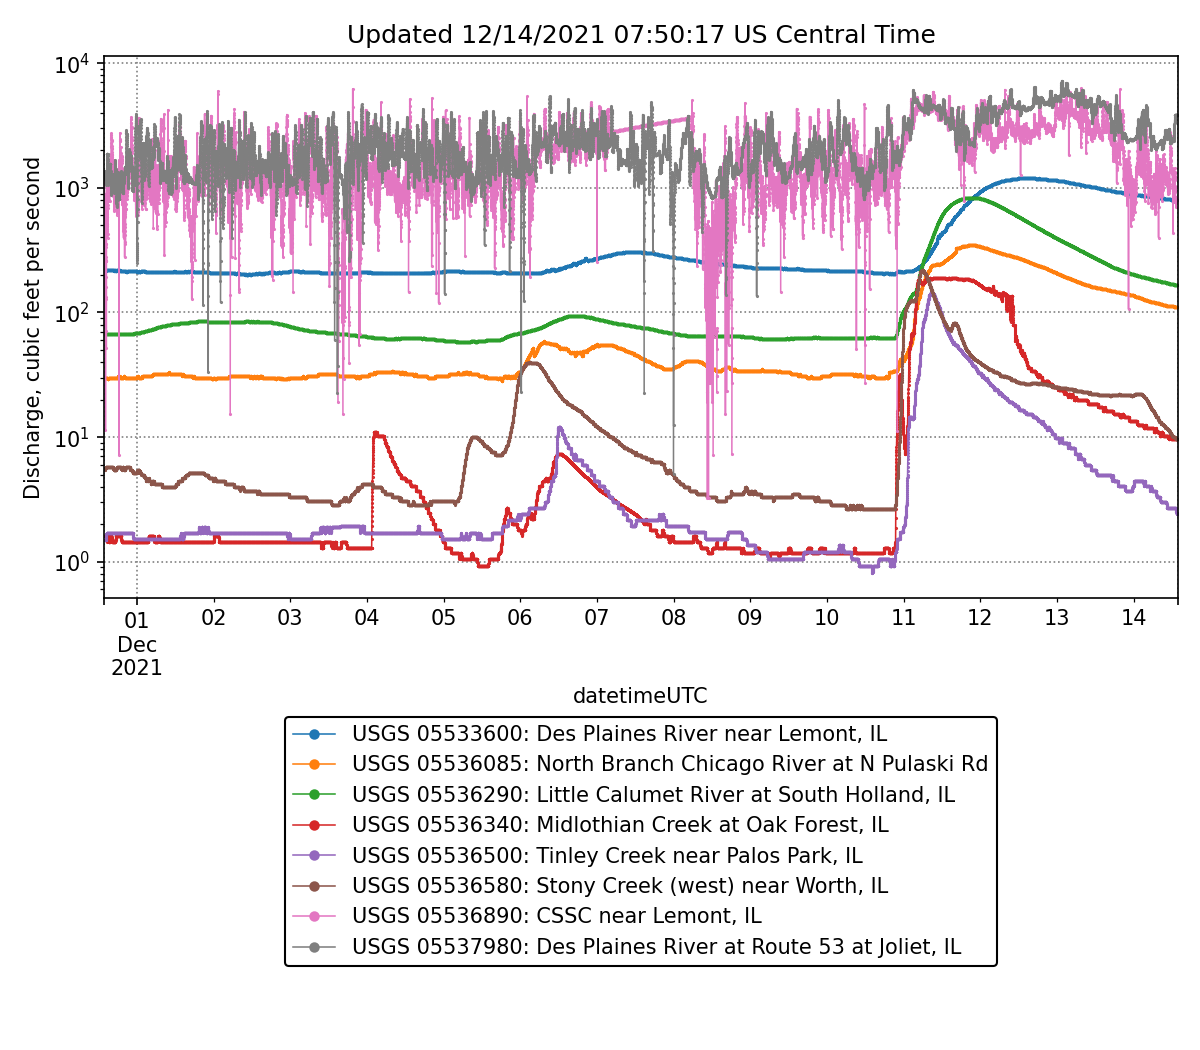 Updated 12/14/2021 07:50:17 US Central Time
Discharge, cubic feet per second
10⁴
10³
10²
10¹
10⁰
01 02 03 04 05 06 07 08 09 10 11 12 13 14
Dec
2021
datetimeUTC
USGS 05533600: Des Plaines River near Lemont, IL
USGS 05536085: North Branch Chicago River at N Pulaski Rd
USGS 05536290: Little Calumet River at South Holland, IL
USGS 05536340: Midlothian Creek at Oak Forest, IL
USGS 05536500: Tinley Creek near Palos Park, IL
USGS 05536580: Stony Creek (west) near Worth, IL
USGS 05536890: CSSC near Lemont, IL
USGS 05537980: Des Plaines River at Route 53 at Joliet, IL